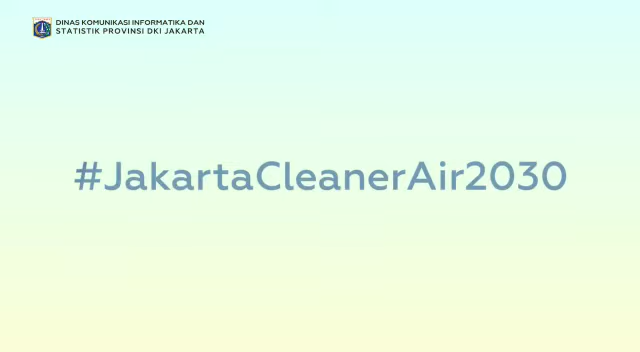 DINAS KOMUNIKASI INFORMATIKA DAN
STATISTIK PROVINSI DKI JAKARTA
#JakartaCleanerAir2030